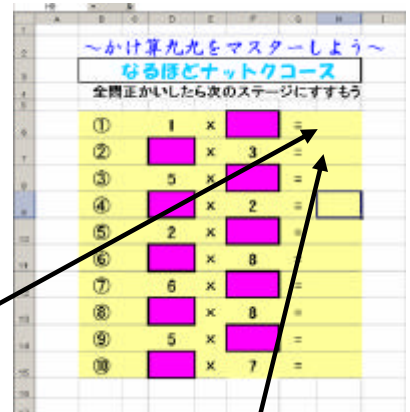 ～かけ算九九をマスターしよう～
なるほどナットクコース
全問正かいしたら次のステージにすすもう
① 1 × =
② × 3 =
③ 5 × =
④ × 2 =
⑤ 2 × =
⑥ × 8 =
⑦ 6 × =
⑧ × 8 =
⑨ 5 × =
⑩ × 7 =